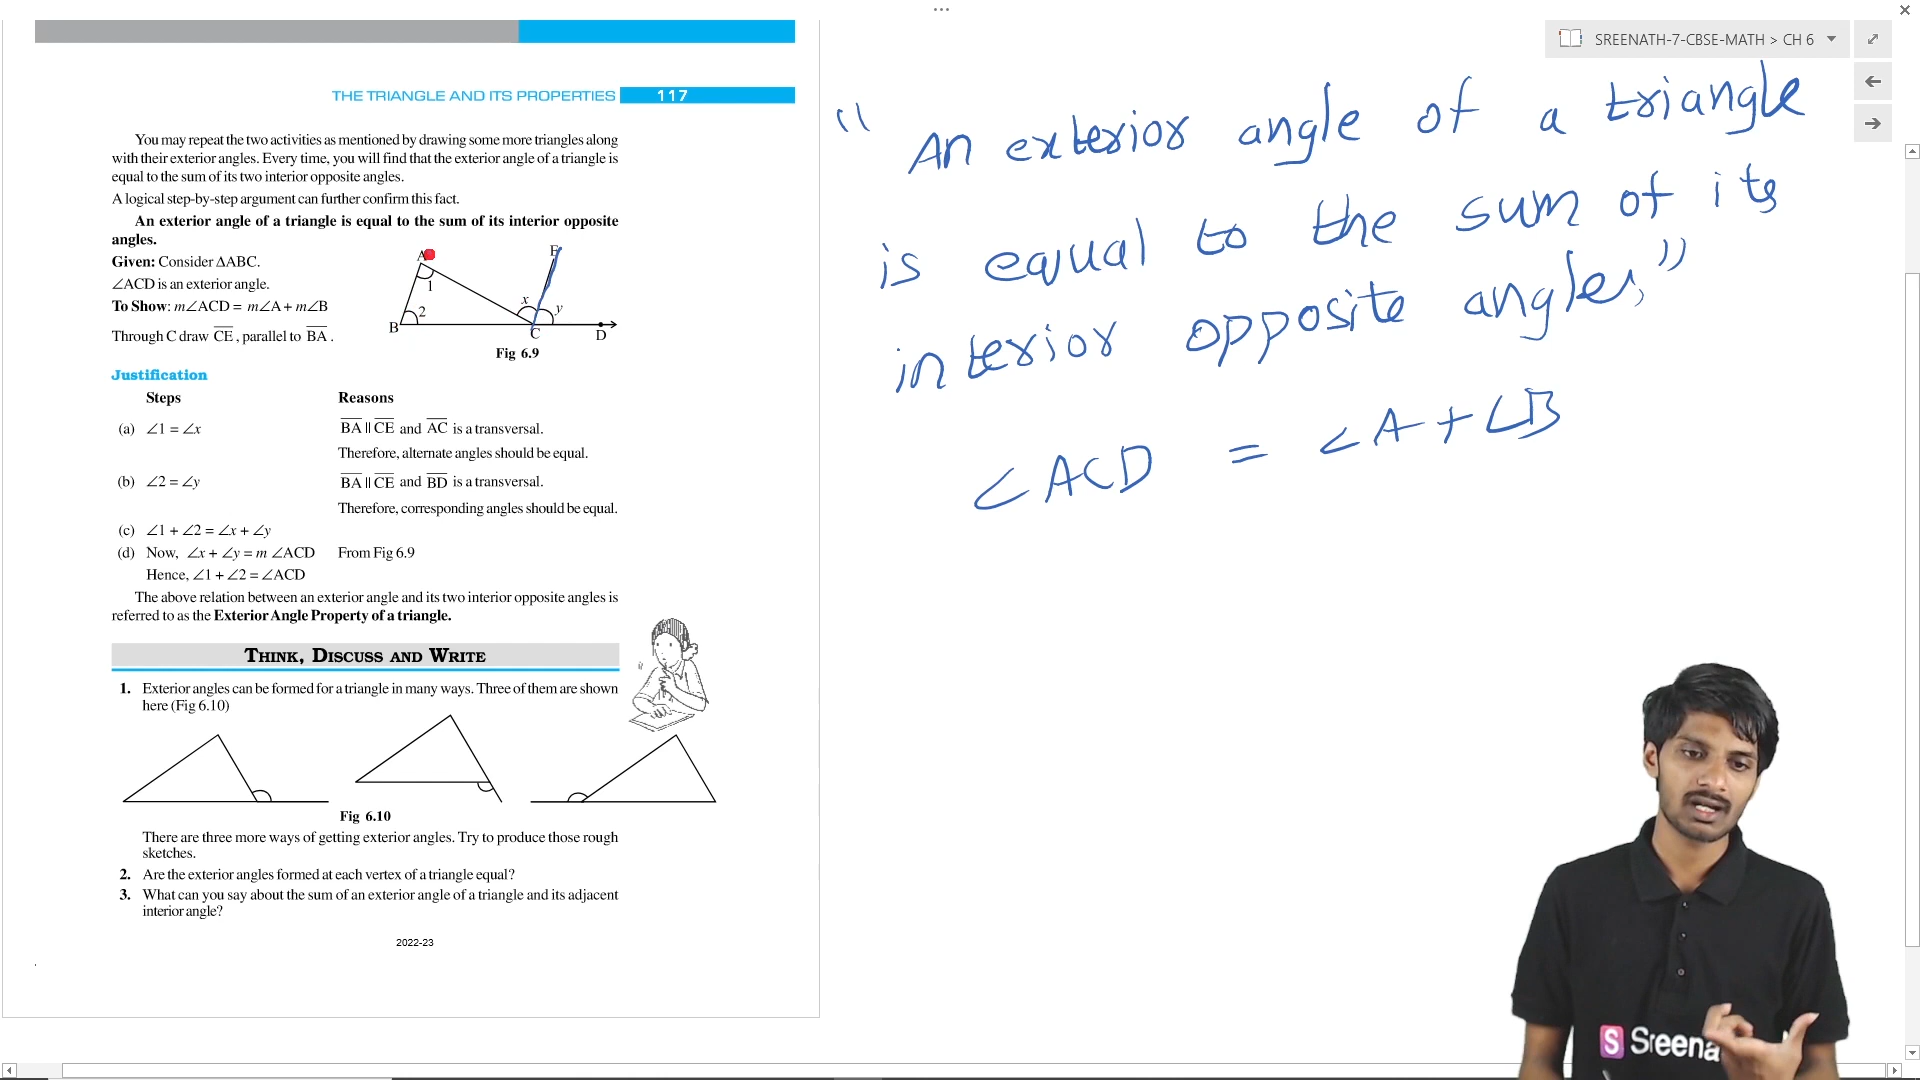 SREENATH-7-CBSE-MATH > CH 6
THE TRIANGLE AND ITS PROPERTIES 117
You may repeat the two activities as mentioned by drawing some more triangles along
with their exterior angles. Every time, you will find that the exterior angle of a triangle is
equal to the sum of its two interior opposite angles.
A logical step-by-step argument can further confirm this fact.
An exterior angle of a triangle is equal to the sum of its interior opposite
angles.
Given: Consider ΔABC.
∠ACD is an exterior angle.
To Show: m∠ACD = m∠A + m∠B
Through C draw CE, parallel to BA.
A
E
1
x
y
2
B
C
D
Fig 6.9
Justification
Steps Reasons
(a) ∠1 = ∠x BA || CE and AC is a transversal.
Therefore, alternate angles should be equal.
(b) ∠2 = ∠y BA || CE and BD is a transversal.
Therefore, corresponding angles should be equal.
(c) ∠1 + ∠2 = ∠x + ∠y
(d) Now, ∠x + ∠y = m ∠ACD From Fig 6.9
Hence, ∠1 + ∠2 = ∠ACD
The above relation between an exterior angle and its two interior opposite angles is
referred to as the Exterior Angle Property of a triangle.
THINK, DISCUSS AND WRITE
1. Exterior angles can be formed for a triangle in many ways. Three of them are shown
here (Fig 6.10)
Fig 6.10
There are three more ways of getting exterior angles. Try to produce those rough
sketches.
2. Are the exterior angles formed at each vertex of a triangle equal?
3. What can you say about the sum of an exterior angle of a triangle and its adjacent
interior angle?
2022-23
"An exterior angle of a triangle
is equal to the sum of its
interior opposite angles,"
∠ACD = ∠A + ∠B
S Sreena